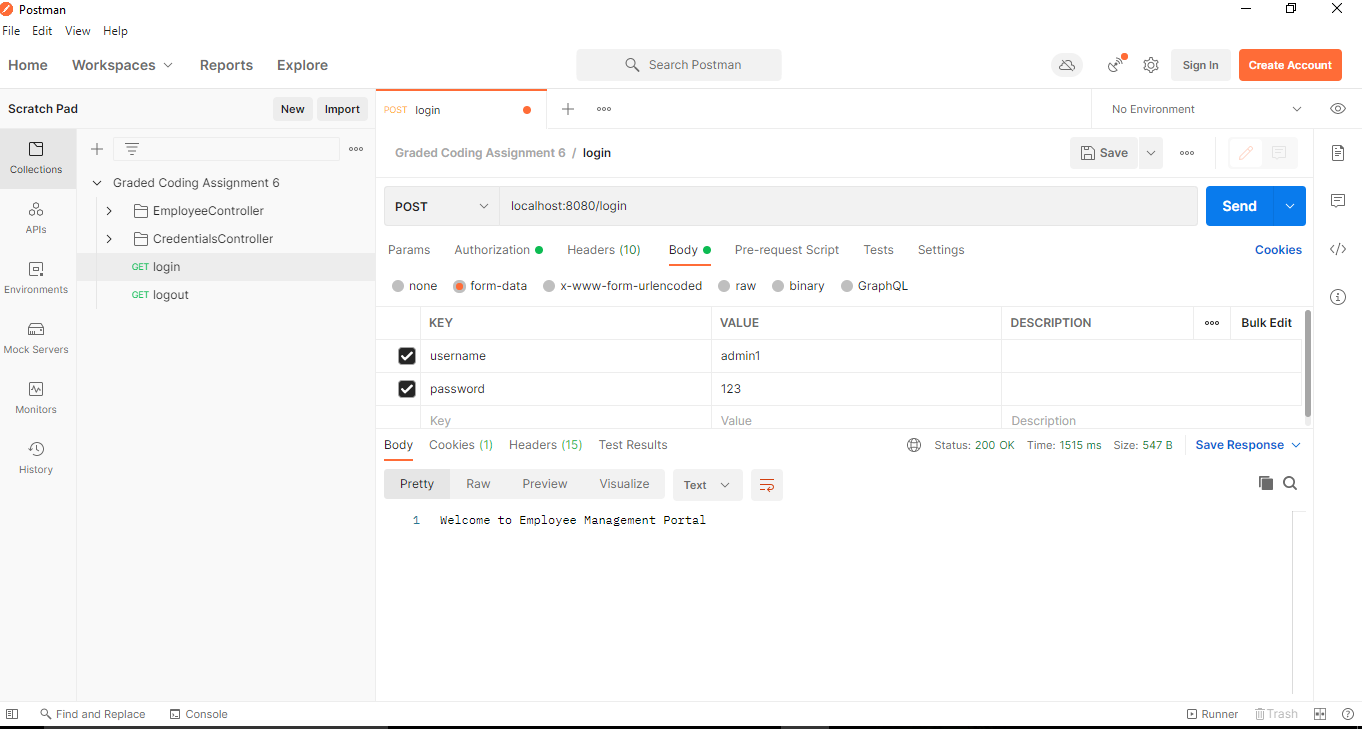 Postman
File Edit View Help
Home Workspaces Reports Explore Search Postman Sign In Create Account
Scratch Pad New Import POST login No Environment
Graded Coding Assignment 6 / login Save
Collections
APIs
Environments
Mock Servers
Monitors
History
Graded Coding Assignment 6
EmployeeController
CredentialsController
GET login
GET logout
POST localhost:8080/login Send
Params Authorization Headers (10) Body Pre-request Script Tests Settings Cookies
none form-data x-www-form-urlencoded raw binary GraphQL
KEY VALUE DESCRIPTION Bulk Edit
username admin1
password 123
Key Value Description
Body Cookies (1) Headers (15) Test Results Status: 200 OK Time: 1515 ms Size: 547 B Save Response
Pretty Raw Preview Visualize Text
1 Welcome to Employee Management Portal
Find and Replace Console Runner Trash